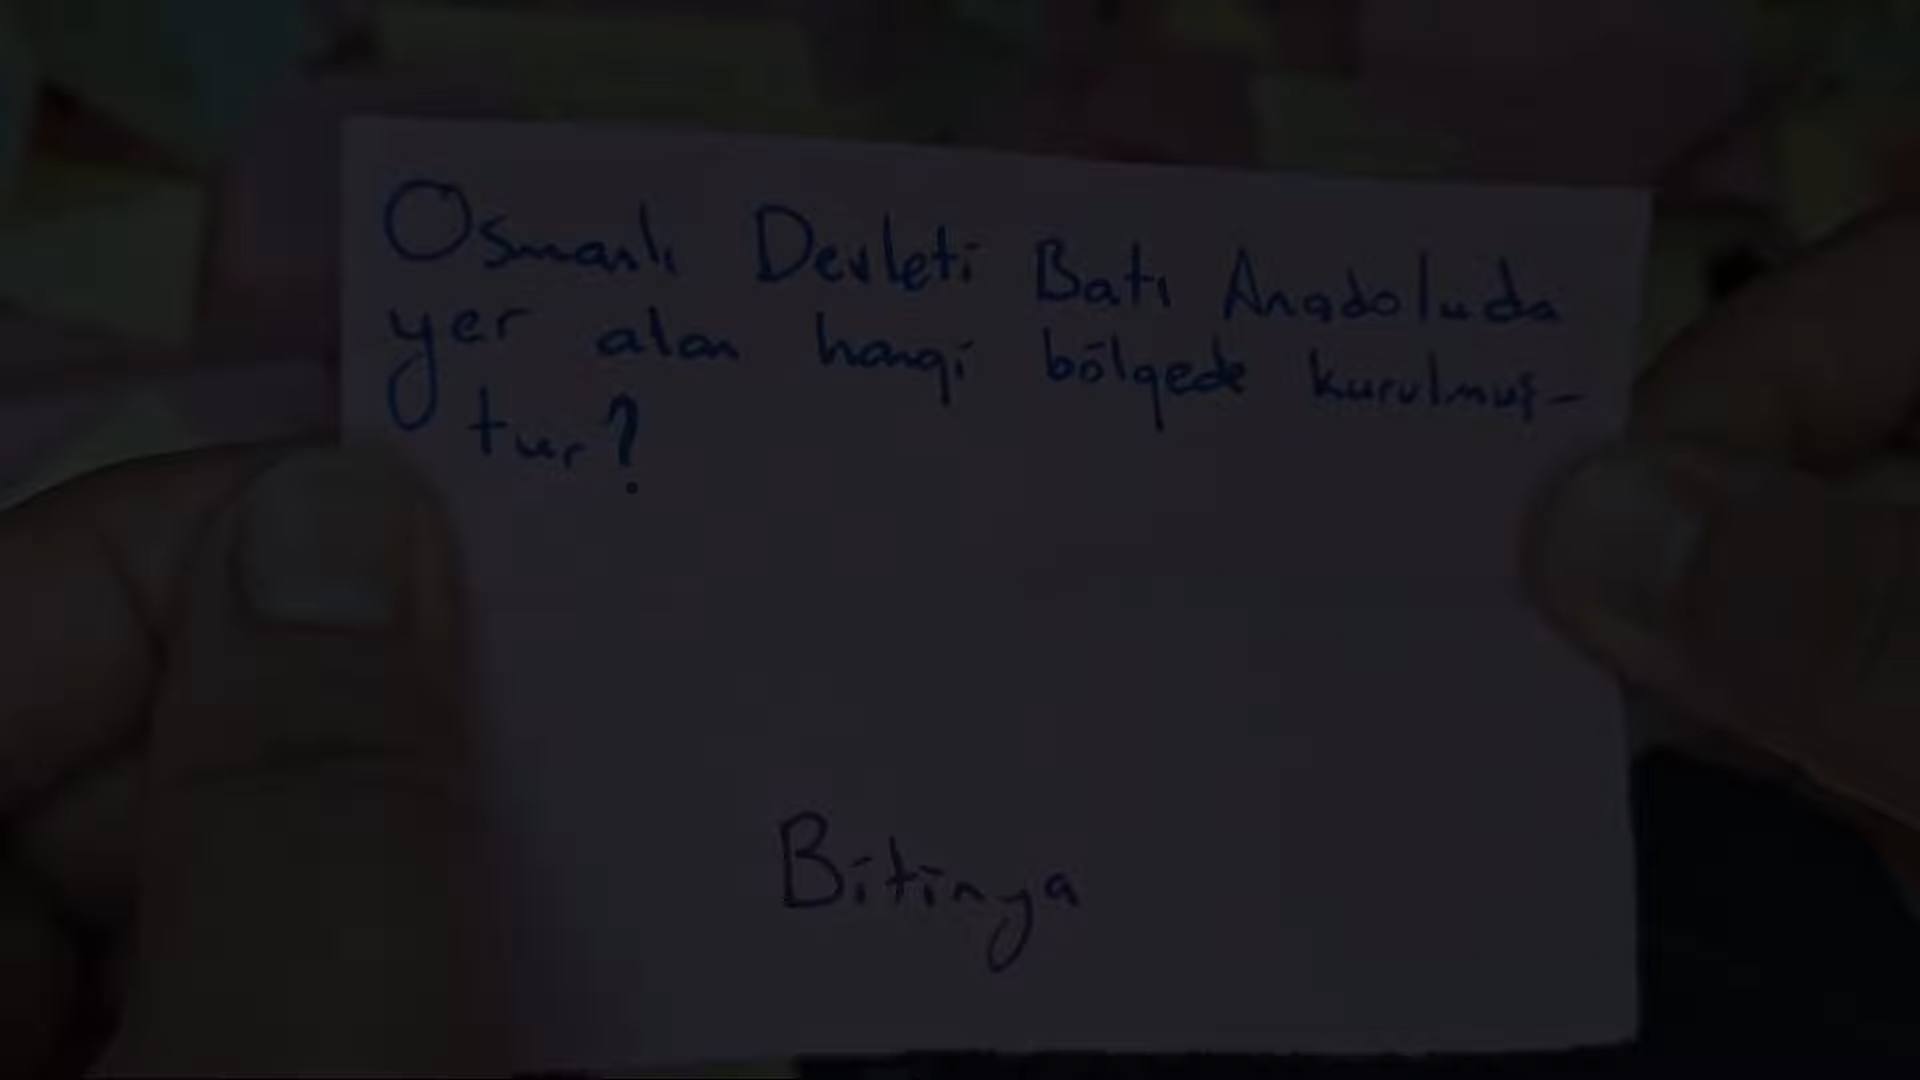 Osmanlı Devleti Batı Anadoluda
yer alan hangi bölgede kurulmuş-
tur?
Bitinya